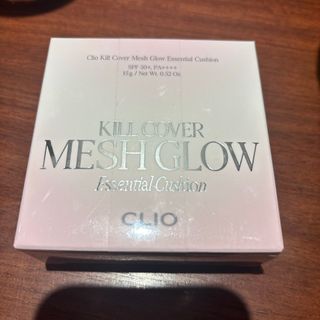 Clio Kill Cover Mesh Glow Essential Cushion
SPF 50+, PA++++
15g / Net Wt. 0.52 Oz
KILL COVER
MESH GLOW
Essential Cushion
CLIO